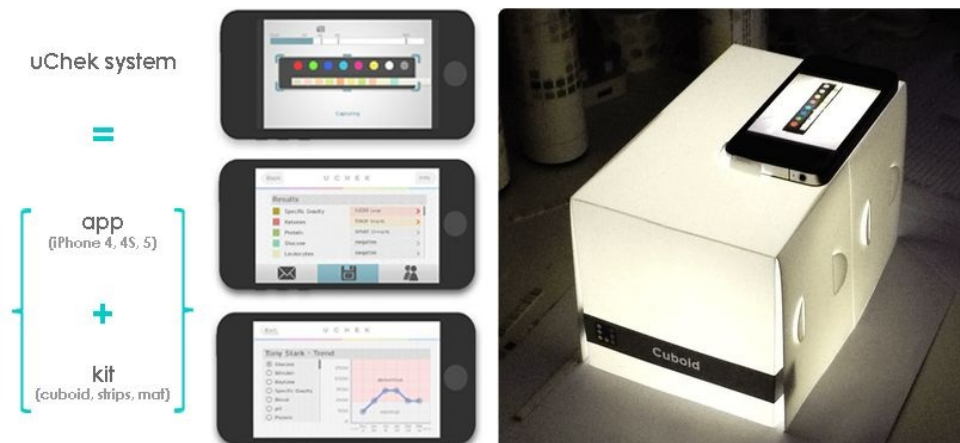 uChek system
=
app
(iPhone 4, 4S, 5)
+
kit
(cuboid, strips, mat)
Capturing
Back
UCHEK
Results
Specific Gravity
Ketones
Protein
Glucose
negative
Leukocytes
negative
Back
UCHEK
Tony Stark - Trend
Glucose
Bilirubin
Ketone
Specific Gravity
Blood
pH
Protein
Cuboid